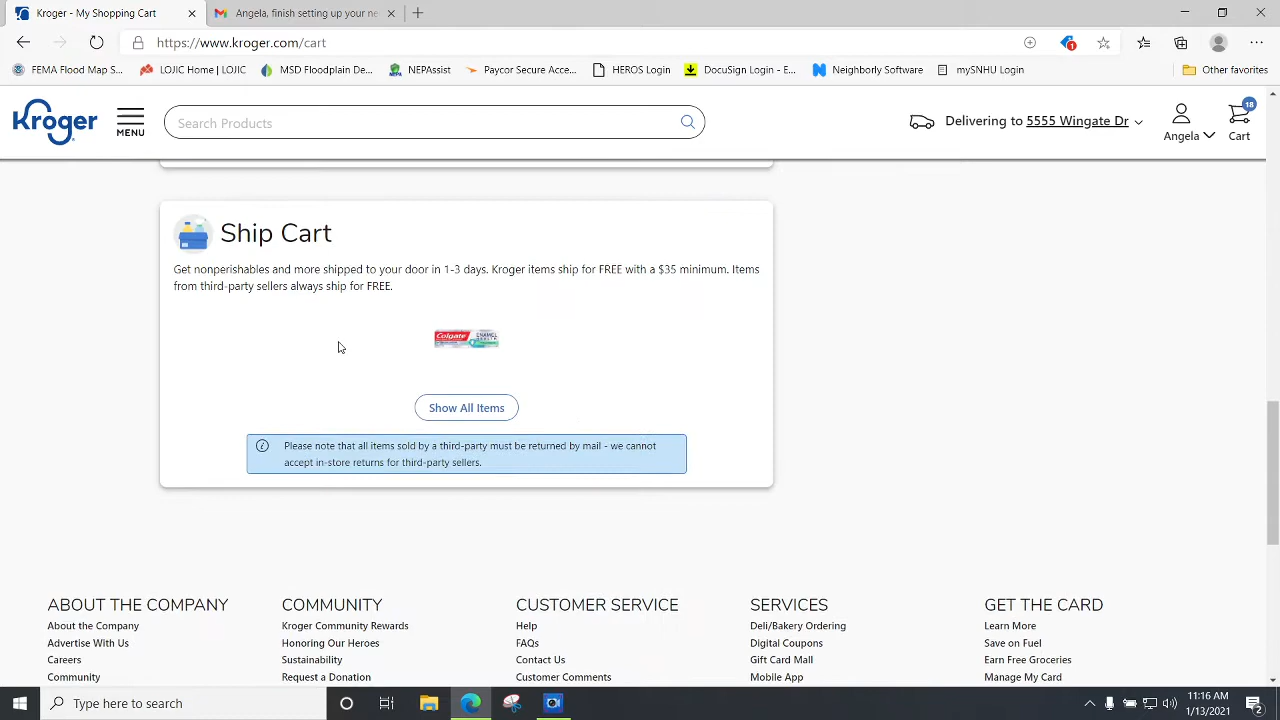 Kroger - My Shopping Cart
Angela, finish setting up your ne
https://www.kroger.com/cart
1
FEMA Flood Map S...
LOJIC Home | LOJIC
MSD Floodplain De...
NEPAssist
Paycor Secure Acce...
HEROS Login
DocuSign Login - E...
Neighborly Software
mySNHU Login
Other favorites
Kroger
MENU
Search Products
Delivering to 5555 Wingate Dr
Angela
18
Cart
Ship Cart
Get nonperishables and more shipped to your door in 1-3 days. Kroger items ship for FREE with a $35 minimum. Items
from third-party sellers always ship for FREE.
Colgate
ENAMEL
HEALTH
Show All Items
Please note that all items sold by a third-party must be returned by mail - we cannot
accept in-store returns for third-party sellers.
ABOUT THE COMPANY
About the Company
Advertise With Us
Careers
Community
COMMUNITY
Kroger Community Rewards
Honoring Our Heroes
Sustainability
Request a Donation
CUSTOMER SERVICE
Help
FAQs
Contact Us
Customer Comments
SERVICES
Deli/Bakery Ordering
Digital Coupons
Gift Card Mall
Mobile App
GET THE CARD
Learn More
Save on Fuel
Earn Free Groceries
Manage My Card
Type here to search
11:16 AM
1/13/2021
2